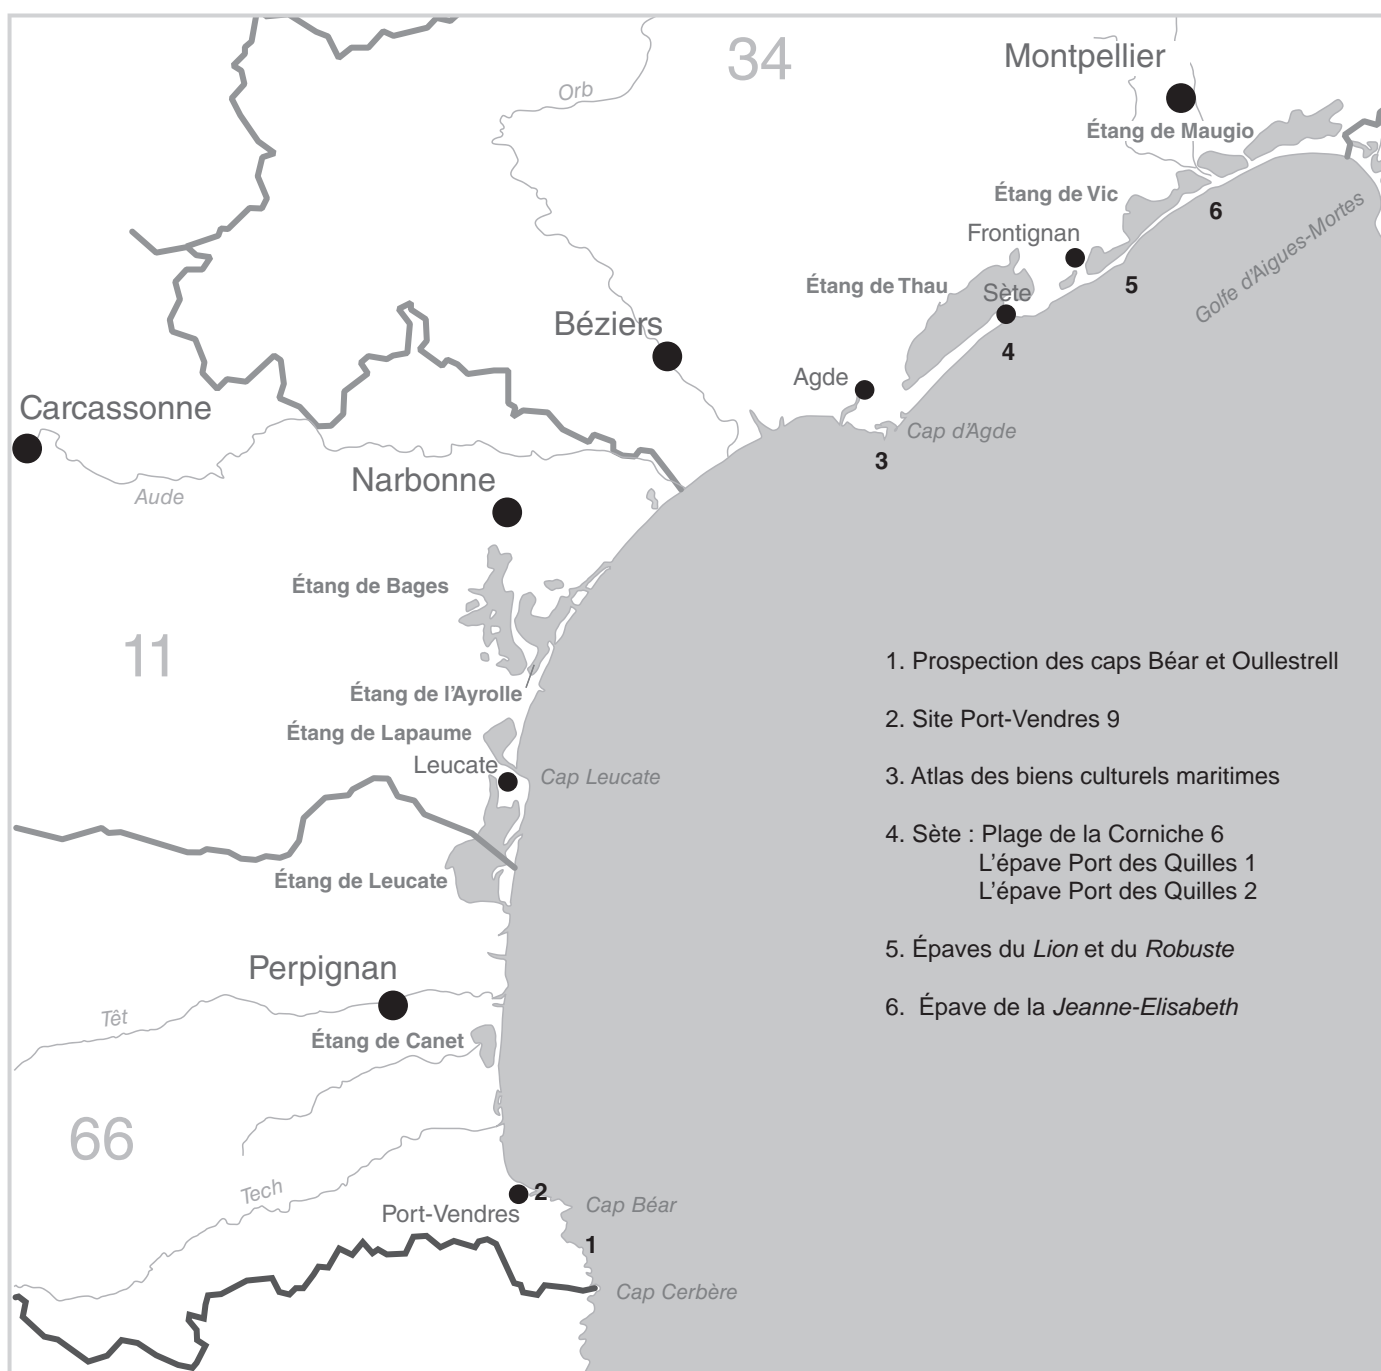 34
Montpellier
Orb
Étang de Maugio
Étang de Vic
6
Frontignan
Golfe d'Aigues-Mortes
Étang de Thau
5
Sète
Béziers
4
Agde
Carcassonne
Cap d'Agde
3
Narbonne
Aude
Étang de Bages
11
1. Prospection des caps Béar et Oullestrell
Étang de l'Ayrolle
2. Site Port-Vendres 9
Étang de Lapaume
Leucate
Cap Leucate
3. Atlas des biens culturels maritimes
4. Sète : Plage de la Corniche 6
L'épave Port des Quilles 1
Étang de Leucate
L'épave Port des Quilles 2
5. Épaves du Lion et du Robuste
Perpignan
6. Épave de la Jeanne-Elisabeth
Têt
Étang de Canet
66
Tech
2
Cap Béar
Port-Vendres
1
Cap Cerbère